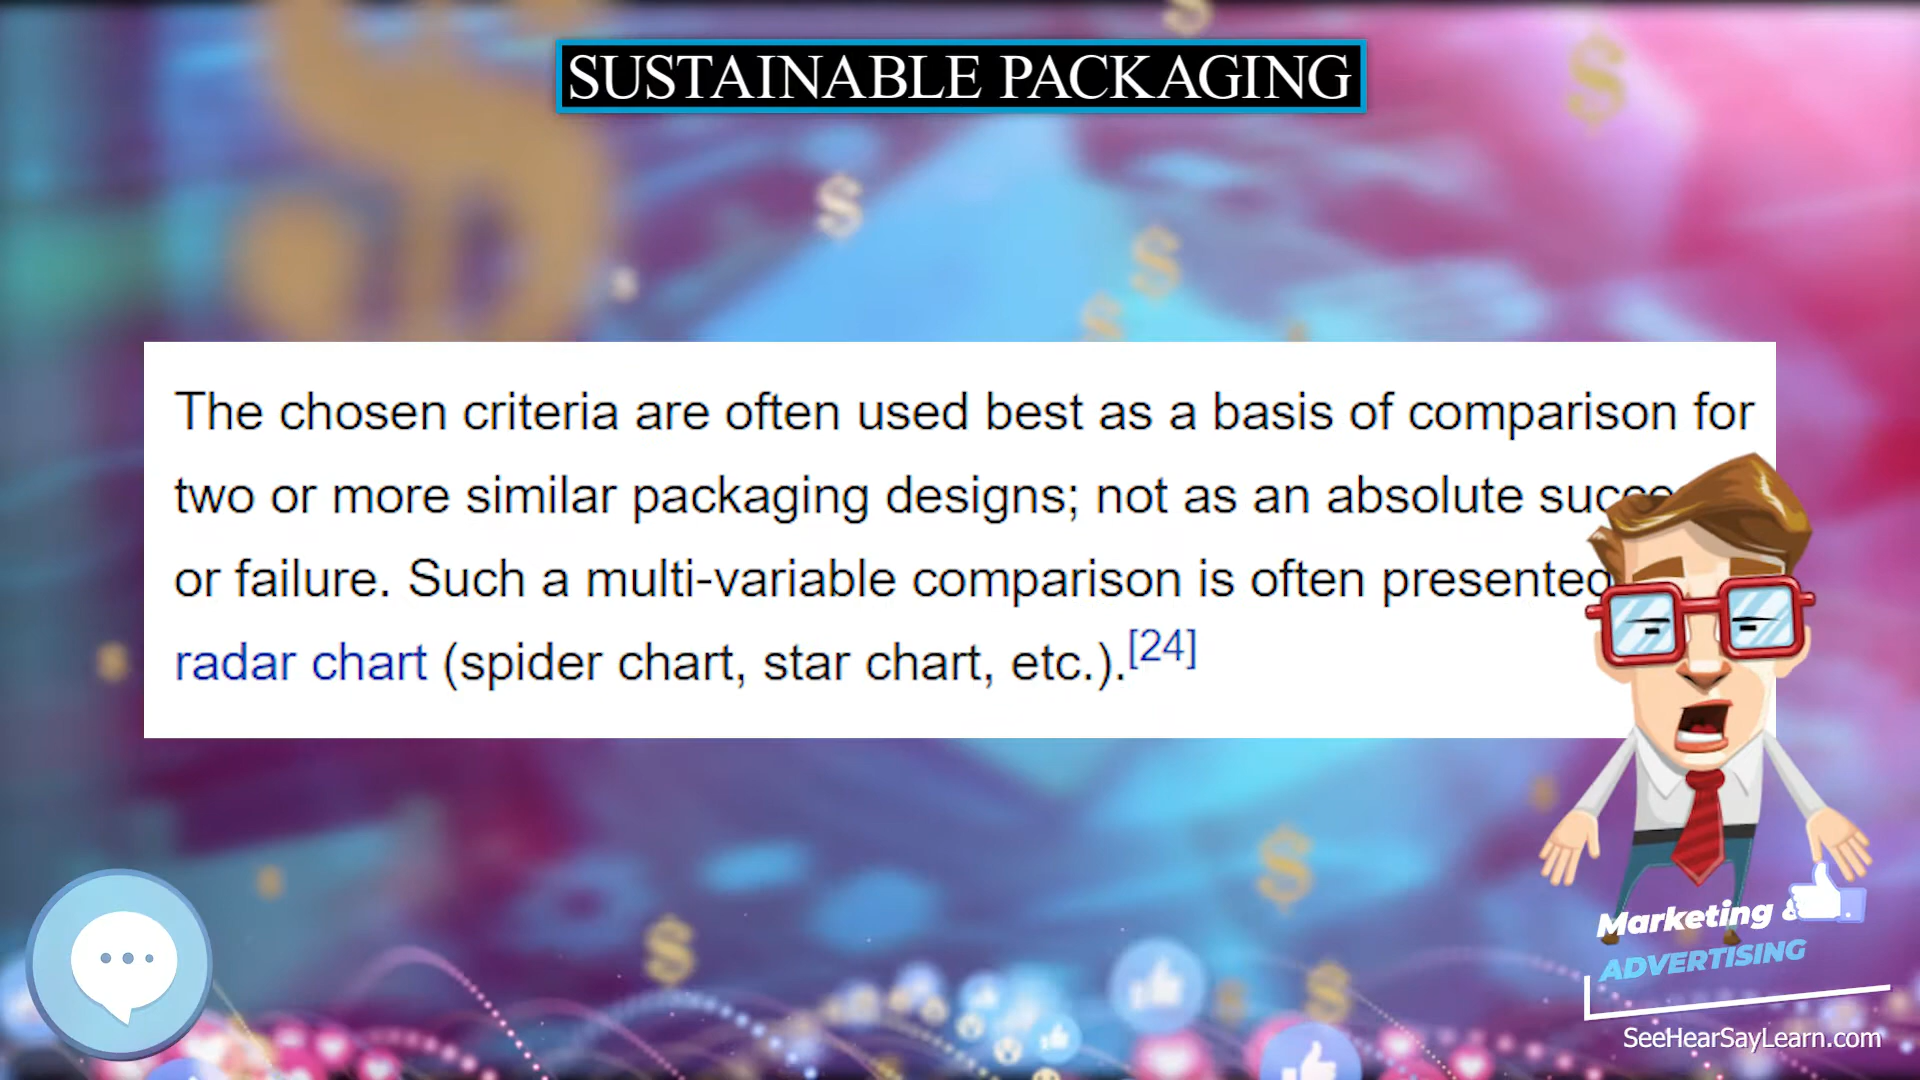 SUSTAINABLE PACKAGING
The chosen criteria are often used best as a basis of comparison for
two or more similar packaging designs; not as an absolute
or failure. Such a multi-variable comparison is often presented
radar chart (spider chart, star chart, etc.).[24]
Marketing &
ADVERTISING
SeeHearSayLearn.com